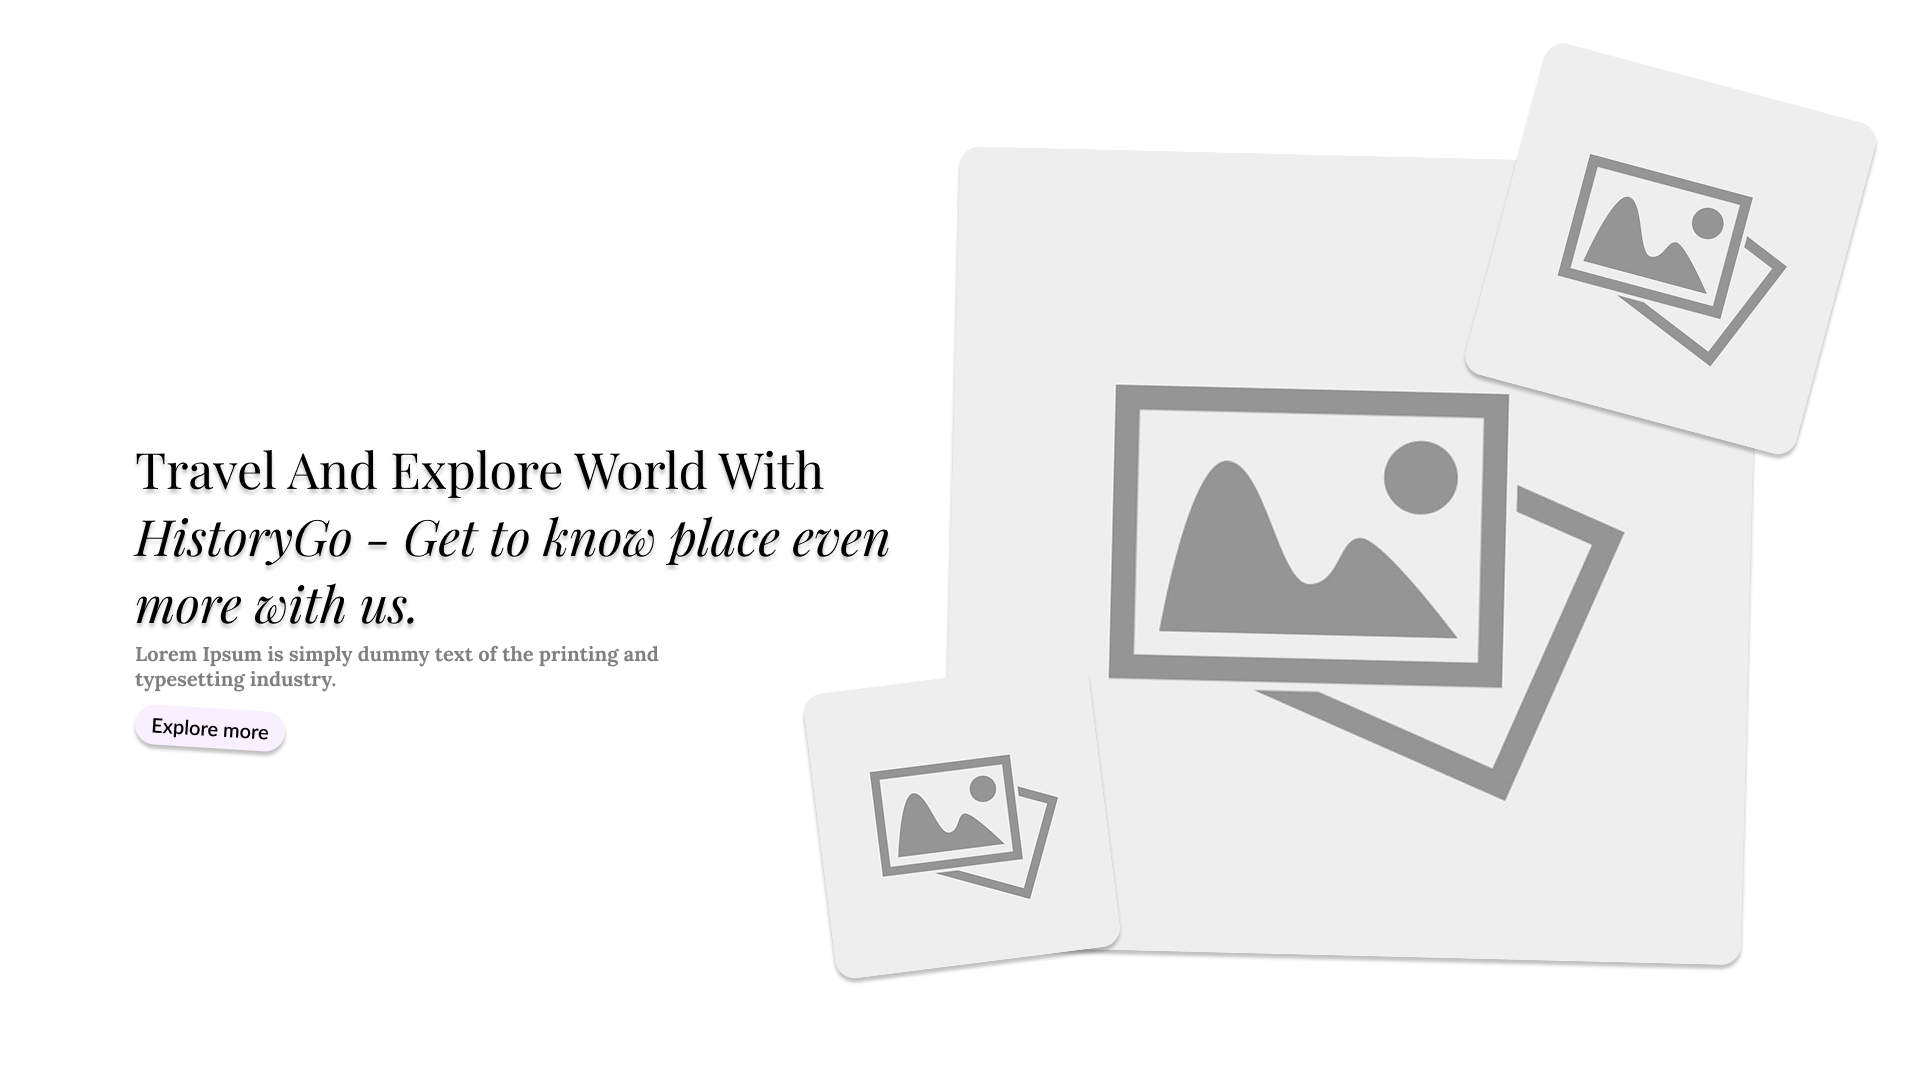 Travel And Explore World With
HistoryGo - Get to know place even
more with us.
Lorem Ipsum is simply dummy text of the printing and
typesetting industry.
Explore more